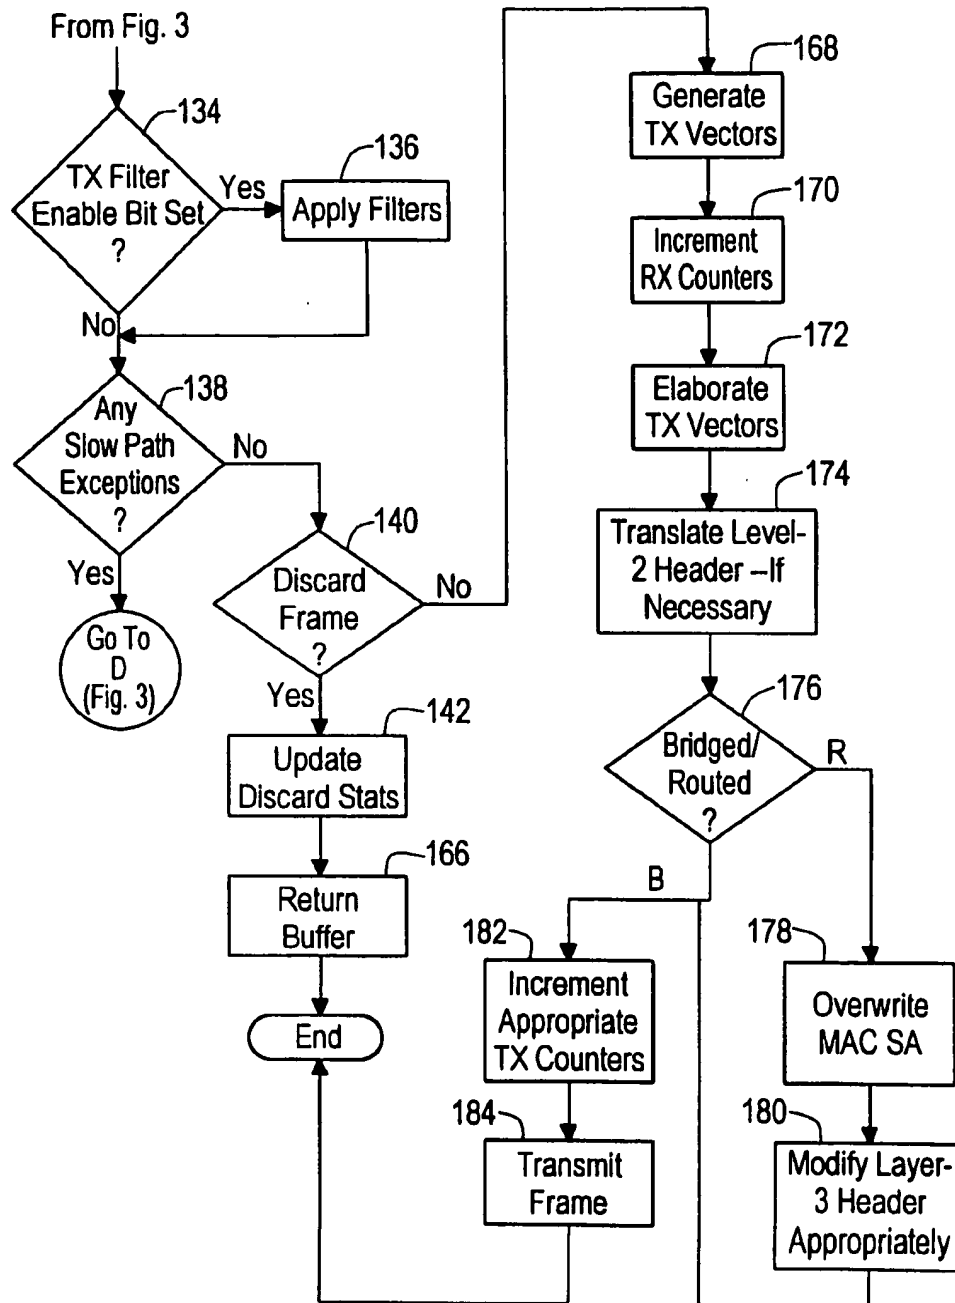 From Fig. 3
134
TX Filter
Enable Bit Set
?
Yes
136
Apply Filters
No
138
Any
Slow Path
Exceptions
?
No
Yes
Go To
D
(Fig. 3)
140
Discard
Frame
?
No
Yes
142
Update
Discard Stats
166
Return
Buffer
End
168
Generate
TX Vectors
170
Increment
RX Counters
172
Elaborate
TX Vectors
174
Translate Level-
2 Header –If
Necessary
176
Bridged/
Routed
?
R
B
182
Increment
Appropriate
TX Counters
184
Transmit
Frame
178
Overwrite
MAC SA
180
Modify Layer-
3 Header
Appropriately